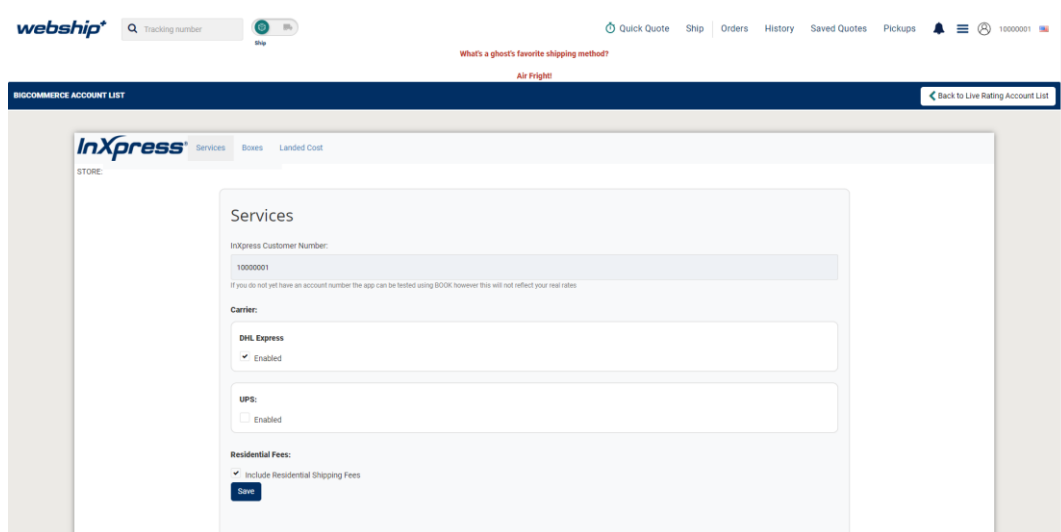 webship+
Tracking number
Ship
Quick Quote
Ship
Orders
History
Saved Quotes
Pickups
10000001
What's a ghost's favorite shipping method?
Air Fright!
BIGCOMMERCE ACCOUNT LIST
Back to Live Rating Account List
InXpress®
Services
Boxes
Landed Cost
STORE:
Services
InXpress Customer Number:
10000001
If you do not yet have an account number the app can be tested using BOOK however this will not reflect your real rates
Carrier:
DHL Express
Enabled
UPS:
Enabled
Residential Fees:
Include Residential Shipping Fees
Save